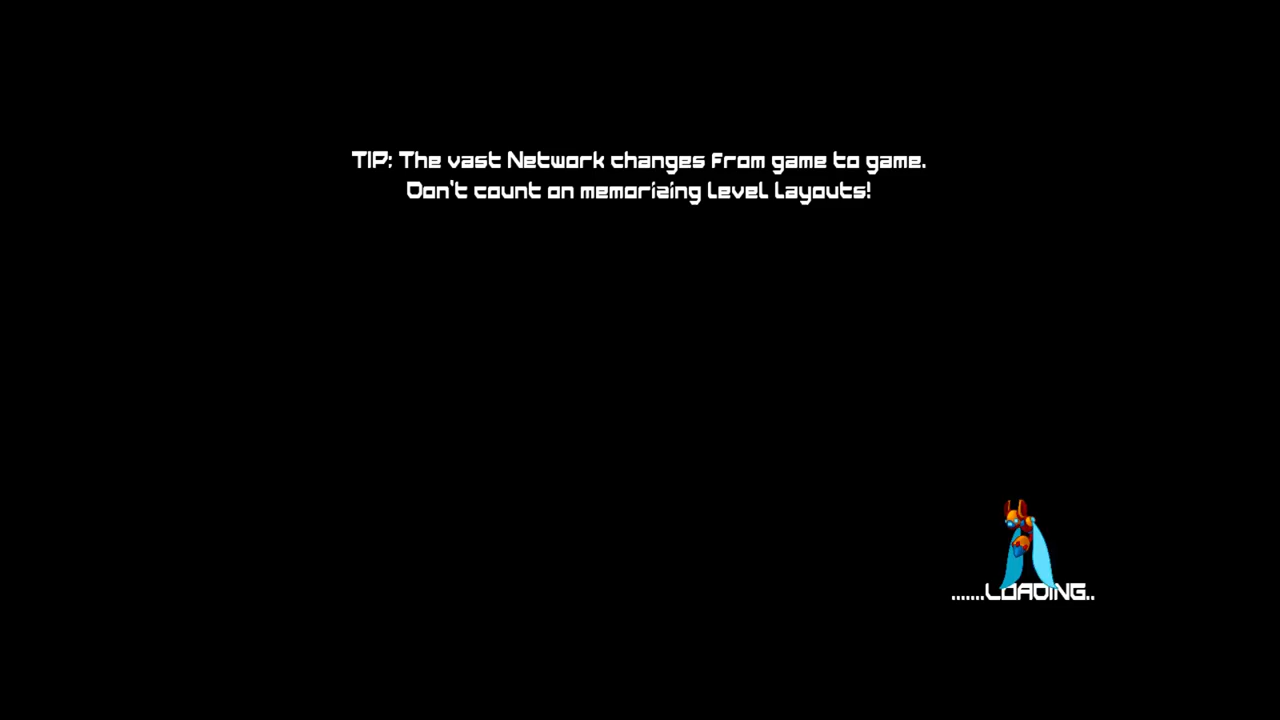 TIP: The vast Network changes from game to game.
Don't count on memorizing level layouts!
.......LOADING..